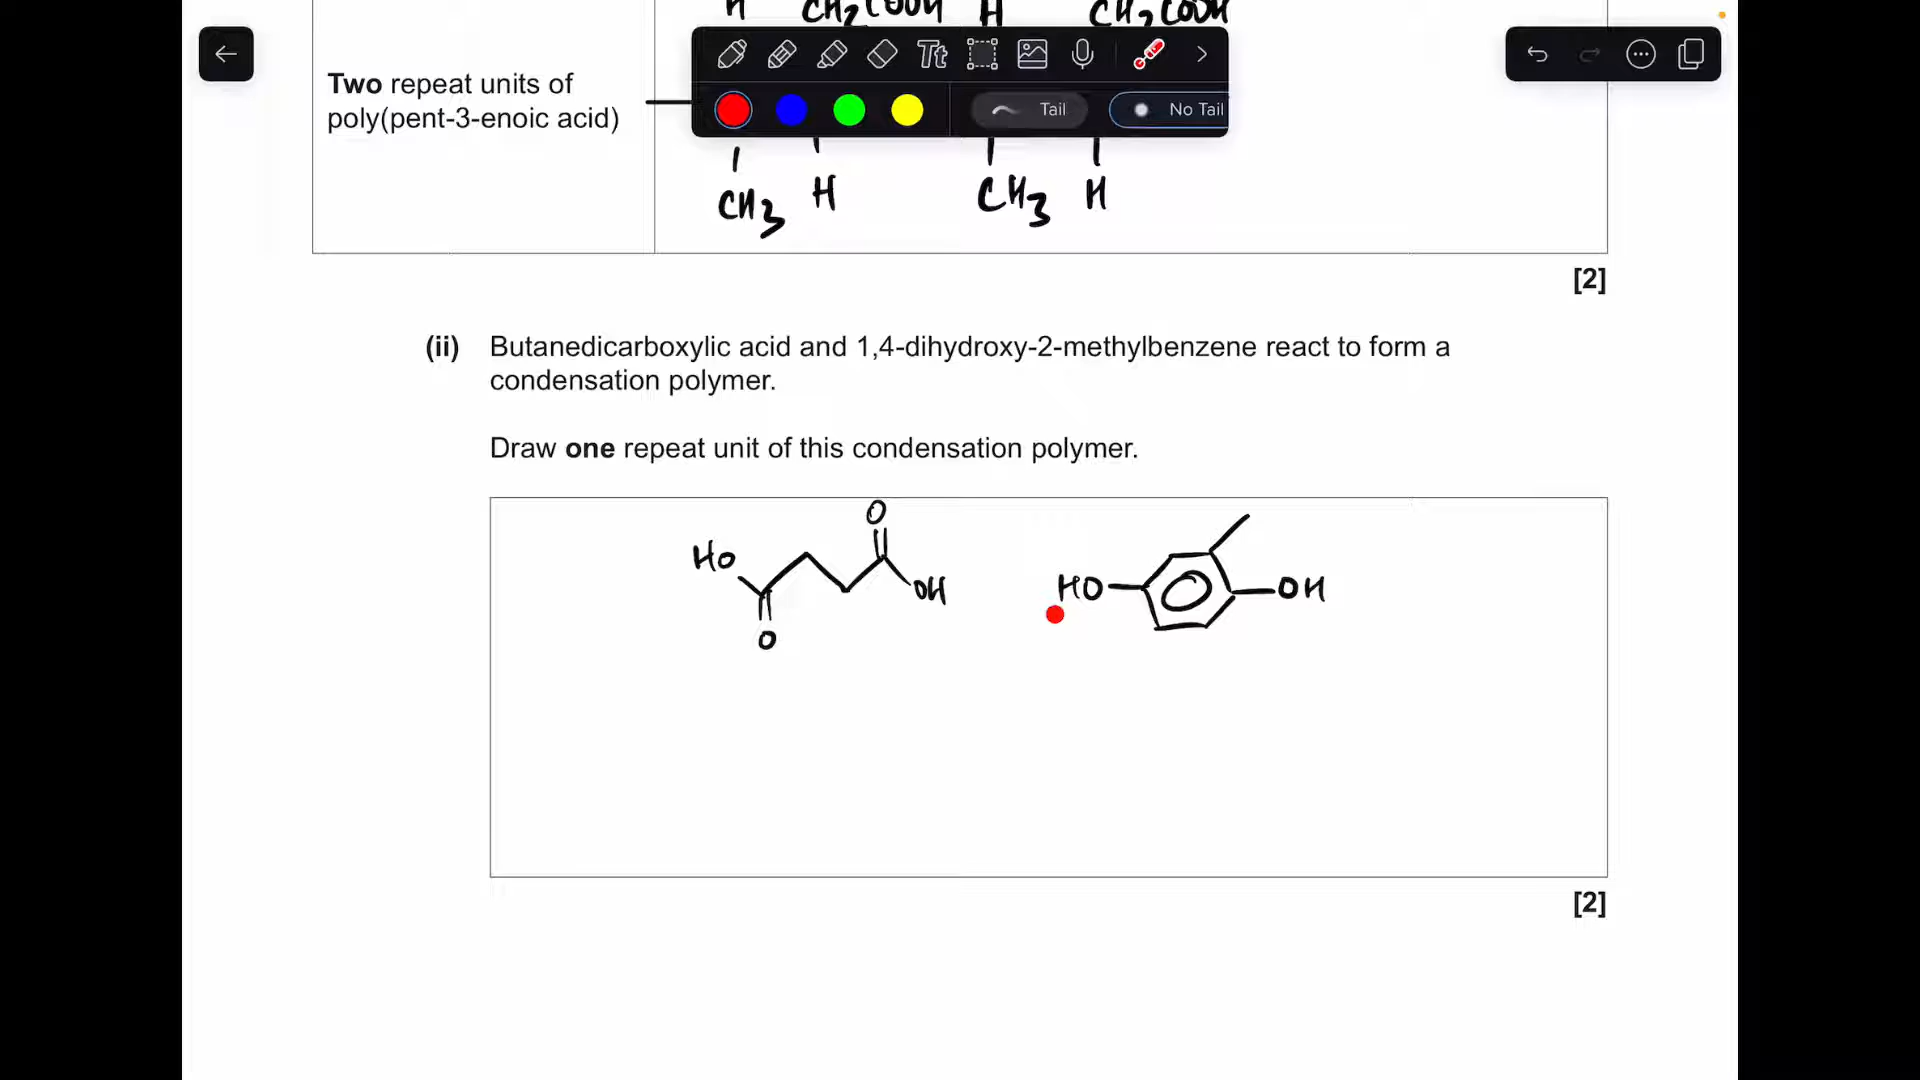 H CH2COOH H CH2COOH
Tt
Tail No Tail
Two repeat units of
poly(pent-3-enoic acid)
CH3 H CH3 H
[2]
(ii) Butanedicarboxylic acid and 1,4-dihydroxy-2-methylbenzene react to form a
condensation polymer.
Draw one repeat unit of this condensation polymer.
O
HO OH HO OH
O
[2]